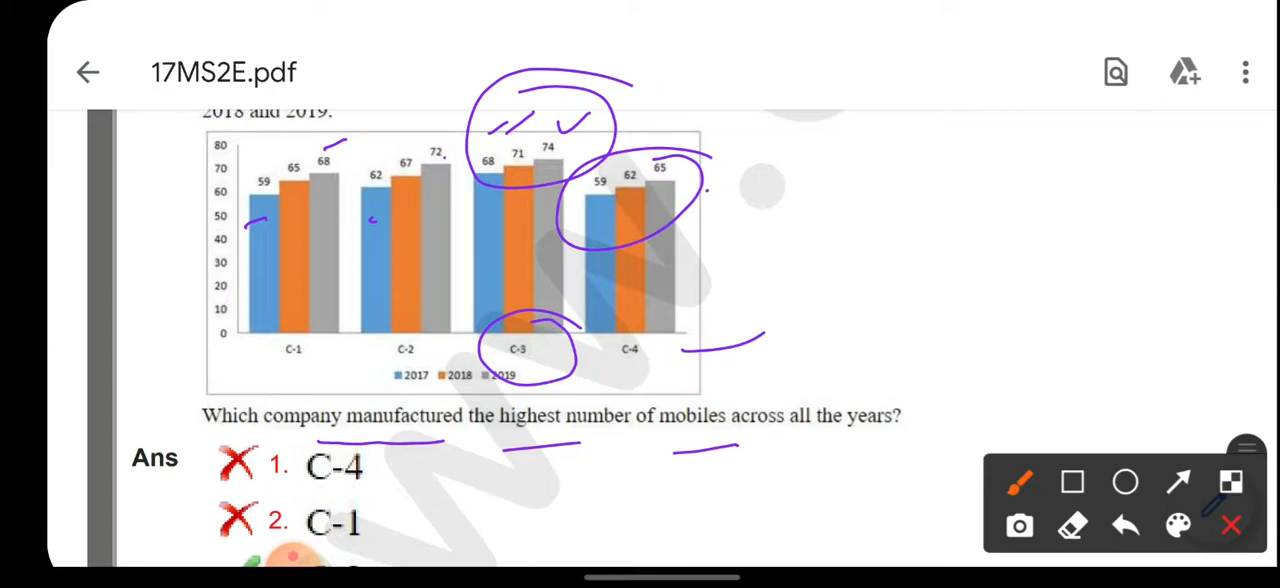 17MS2E.pdf
2018 and 2019.
80
70
60
50
40
30
20
10
0
59 65 68
62 67 72
68 71 74
59 62 65
C-1 C-2 C-3 C-4
2017 2018 2019
Which company manufactured the highest number of mobiles across all the years?
Ans
1. C-4
2. C-1